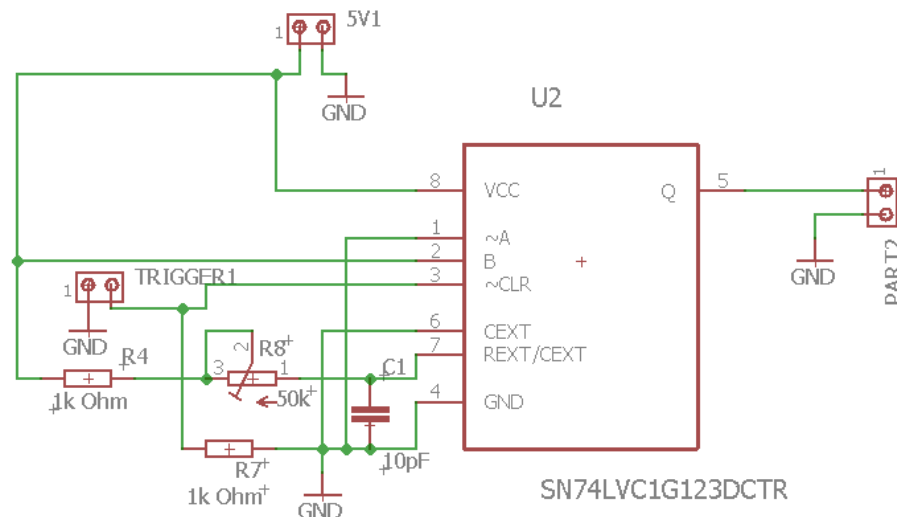 5V1
1
GND
U2
8
VCC
Q
5
1
1
~A
2
B
3
~CLR
GND
PART2
TRIGGER1
1
GND
6
CEXT
7
REXT/CEXT
R4
2
R8
3
1
C1
4
GND
1k Ohm
50k
10pF
R7
1k Ohm
GND
SN74LVC1G123DCTR